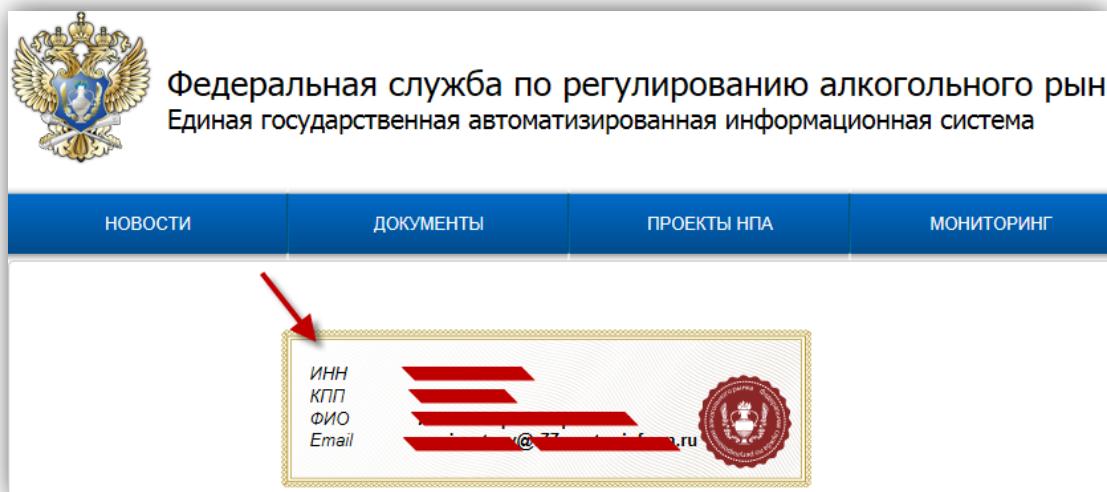 Федеральная служба по регулированию алкогольного рын
Единая государственная автоматизированная информационная система
НОВОСТИ
ДОКУМЕНТЫ
ПРОЕКТЫ НПА
МОНИТОРИНГ
ИНН
КПП
ФИО
Email .ru